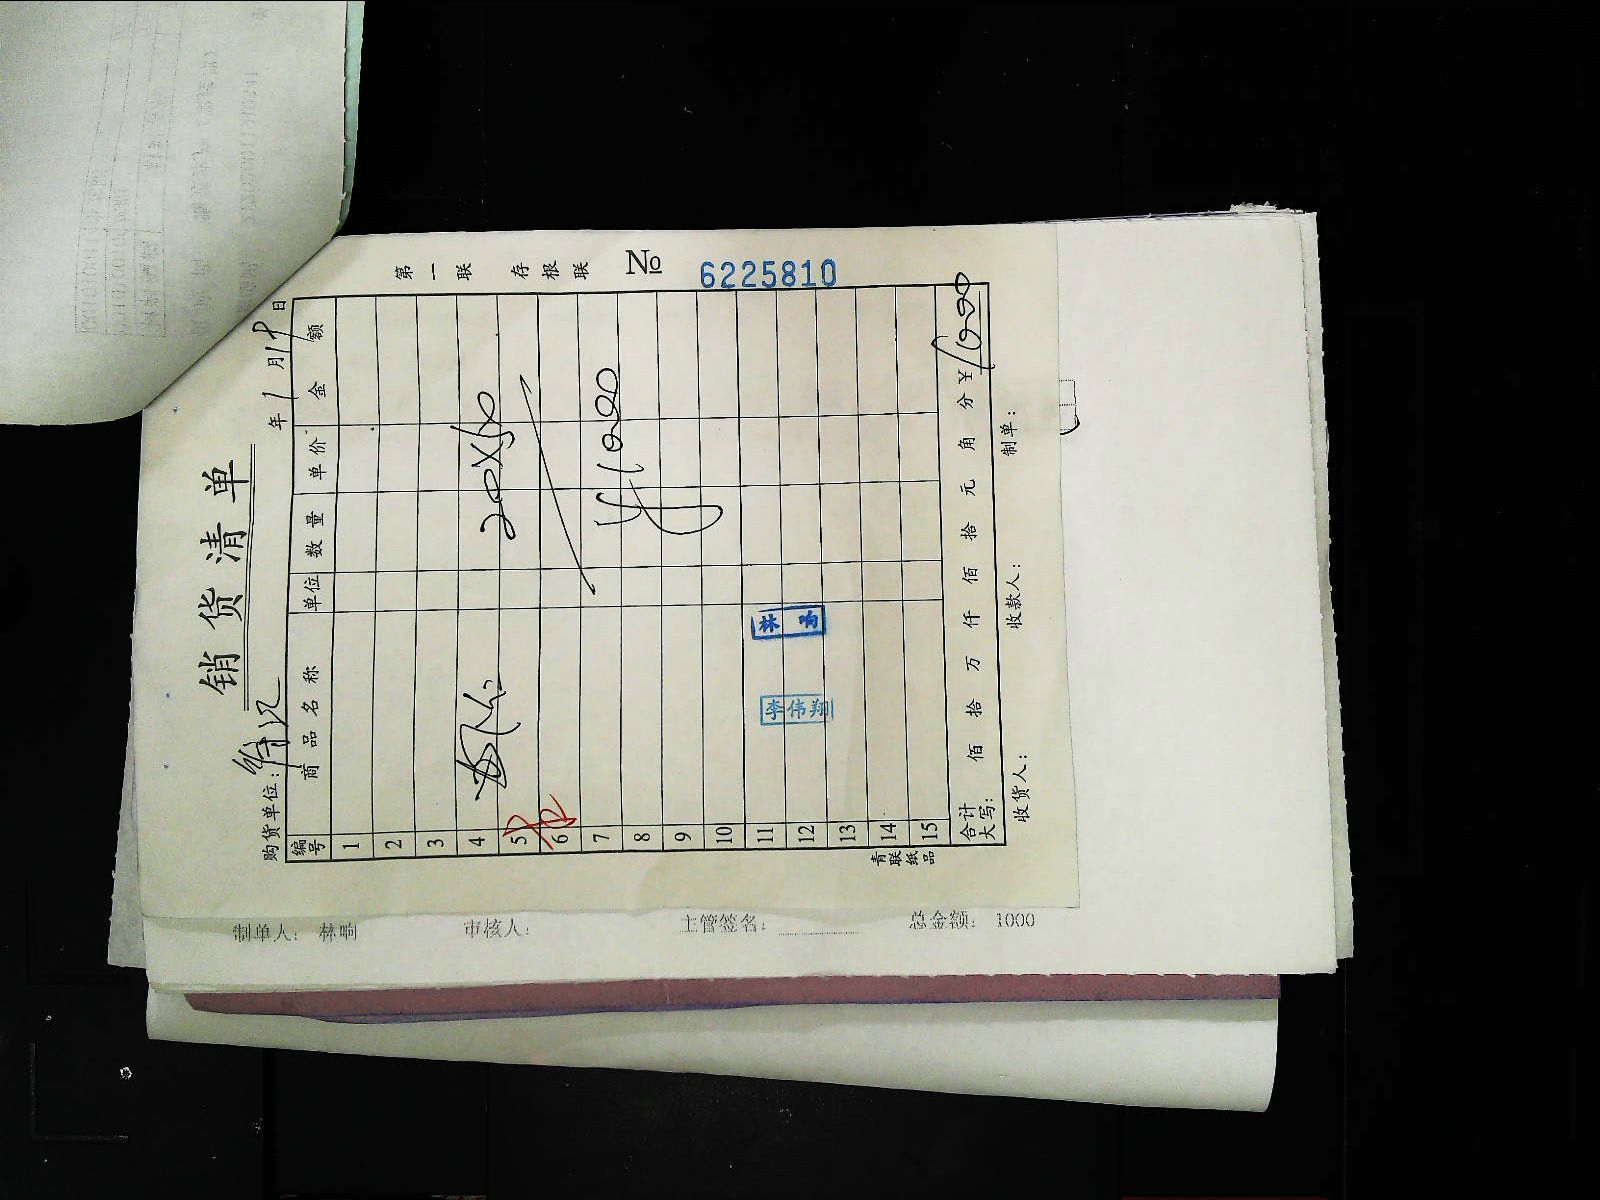 销货清单
购货单位:
年1月18日
第一联 存根联 № 6225810
编号 商品名称 单位 数量 单价 金额
1
2
3
4 20×50
5
6
7 ¥1000
8
9
10
11
12
13
14
15
林响
李伟翔
合计大写: 佰 拾 万 仟 佰 拾 元 角 分 ¥1000
收货人: 收款人: 制单:
青联纸品
制单人: 林响 审核人: 主管签名: 总金额: 1000